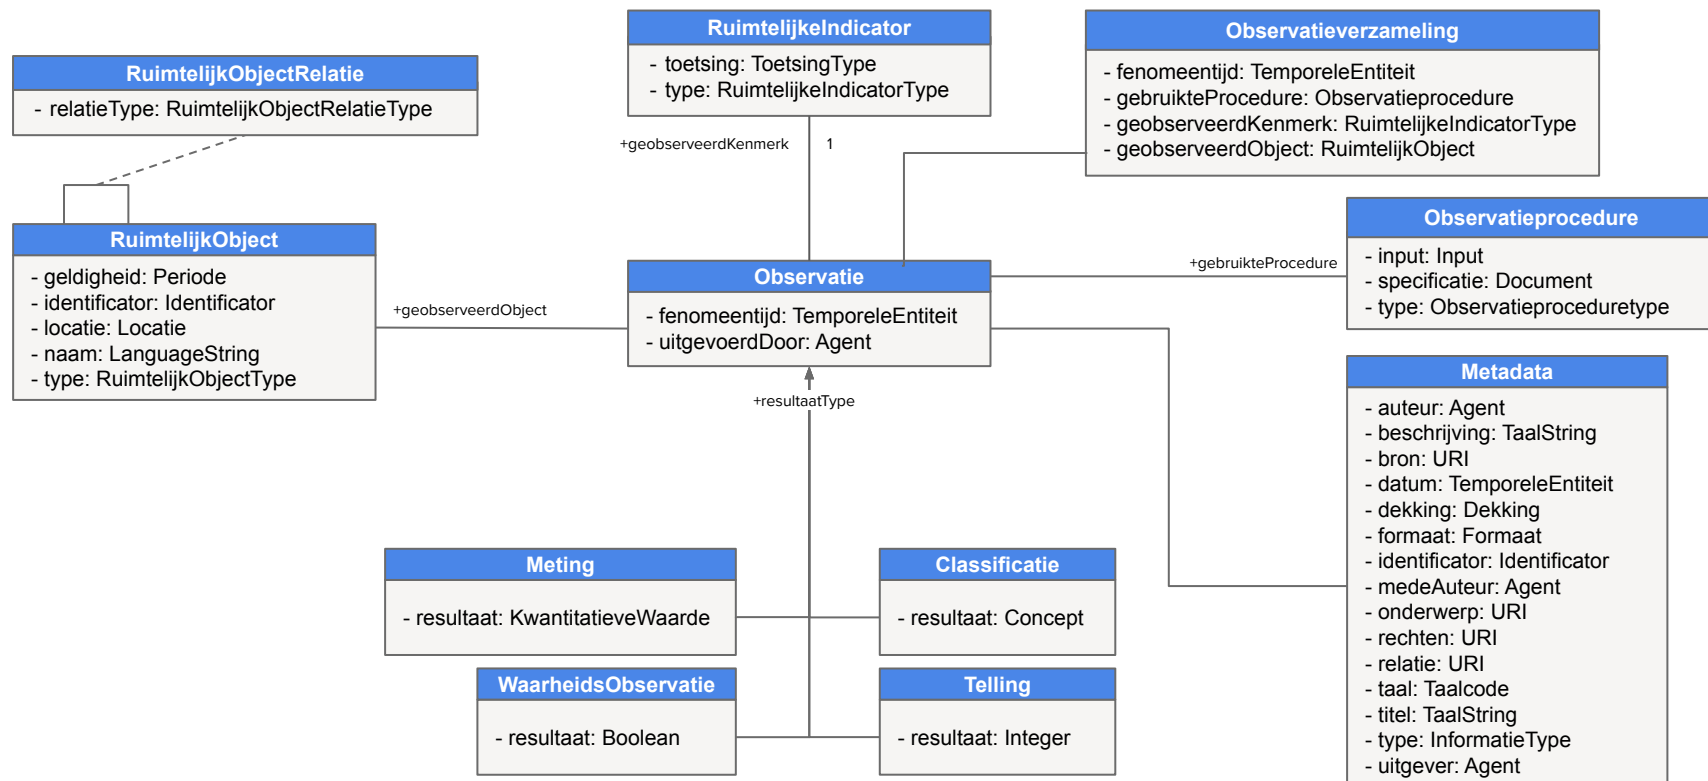 RuimtelijkObjectRelatie
- relatieType: RuimtelijkObjectRelatieType
RuimtelijkeIndicator
- toetsing: ToetsingType
- type: RuimtelijkeIndicatorType
Observatieverzameling
- fenomeentijd: TemporeleEntiteit
- gebruikteProcedure: Observatieprocedure
- geobserveerdKenmerk: RuimtelijkeIndicatorType
- geobserveerdObject: RuimtelijkObject
+geobserveerdKenmerk
1
RuimtelijkObject
- geldigheid: Periode
- identificator: Identificator
- locatie: Locatie
- naam: LanguageString
- type: RuimtelijkObjectType
+geobserveerdObject
Observatie
- fenomeentijd: TemporeleEntiteit
- uitgevoerdDoor: Agent
+gebruikteProcedure
Observatieprocedure
- input: Input
- specificatie: Document
- type: Observatieproceduretype
+resultaatType
Metadata
- auteur: Agent
- beschrijving: TaalString
- bron: URI
- datum: TemporeleEntiteit
- dekking: Dekking
- formaat: Formaat
- identificator: Identificator
- medeAuteur: Agent
- onderwerp: URI
- rechten: URI
- relatie: URI
- taal: Taalcode
- titel: TaalString
- type: InformatieType
- uitgever: Agent
Meting
- resultaat: KwantitatieveWaarde
Classificatie
- resultaat: Concept
WaarheidsObservatie
- resultaat: Boolean
Telling
- resultaat: Integer